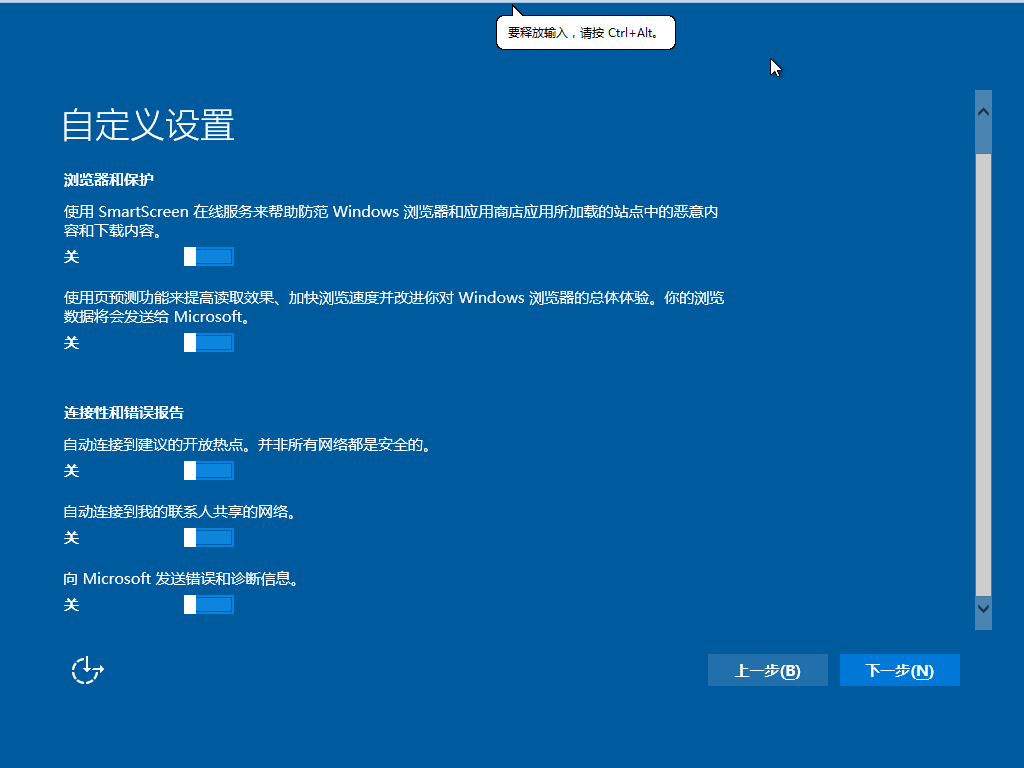 要释放输入，请按 Ctrl+Alt。
自定义设置
浏览器和保护
使用 SmartScreen 在线服务来帮助防范 Windows 浏览器和应用商店应用所加载的站点中的恶意内
容和下载内容。
关
使用页预测功能来提高读取效果、加快浏览速度并改进你对 Windows 浏览器的总体体验。你的浏览
数据将会发送给 Microsoft。
关
连接性和错误报告
自动连接到建议的开放热点。并非所有网络都是安全的。
关
自动连接到我的联系人共享的网络。
关
向 Microsoft 发送错误和诊断信息。
关
上一步(B)
下一步(N)